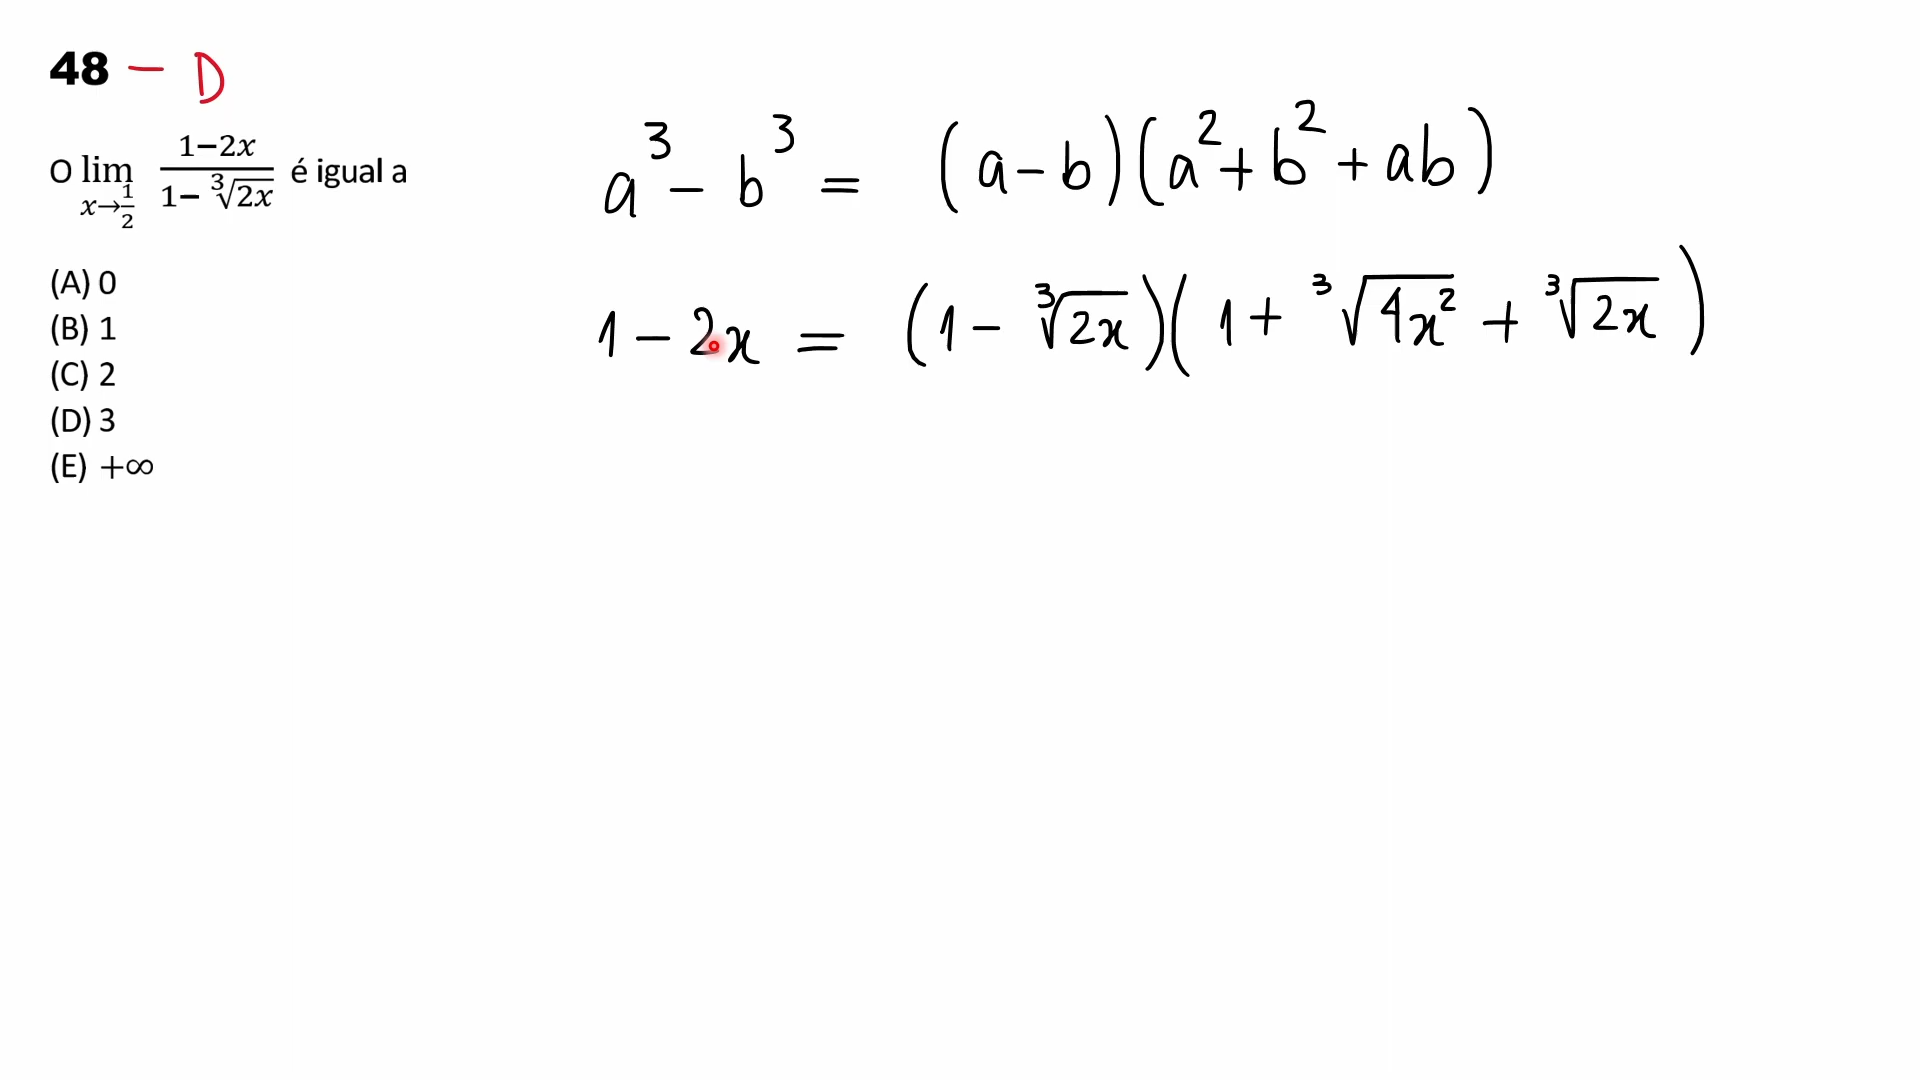 48 - D
O lim x→1/2 (1−2x)/(1−∛2x) é igual a
(A) 0
(B) 1
(C) 2
(D) 3
(E) +∞
a³ - b³ = (a-b)(a²+b²+ab)
1-2x = (1-∛2x)(1+∛4x²+∛2x)